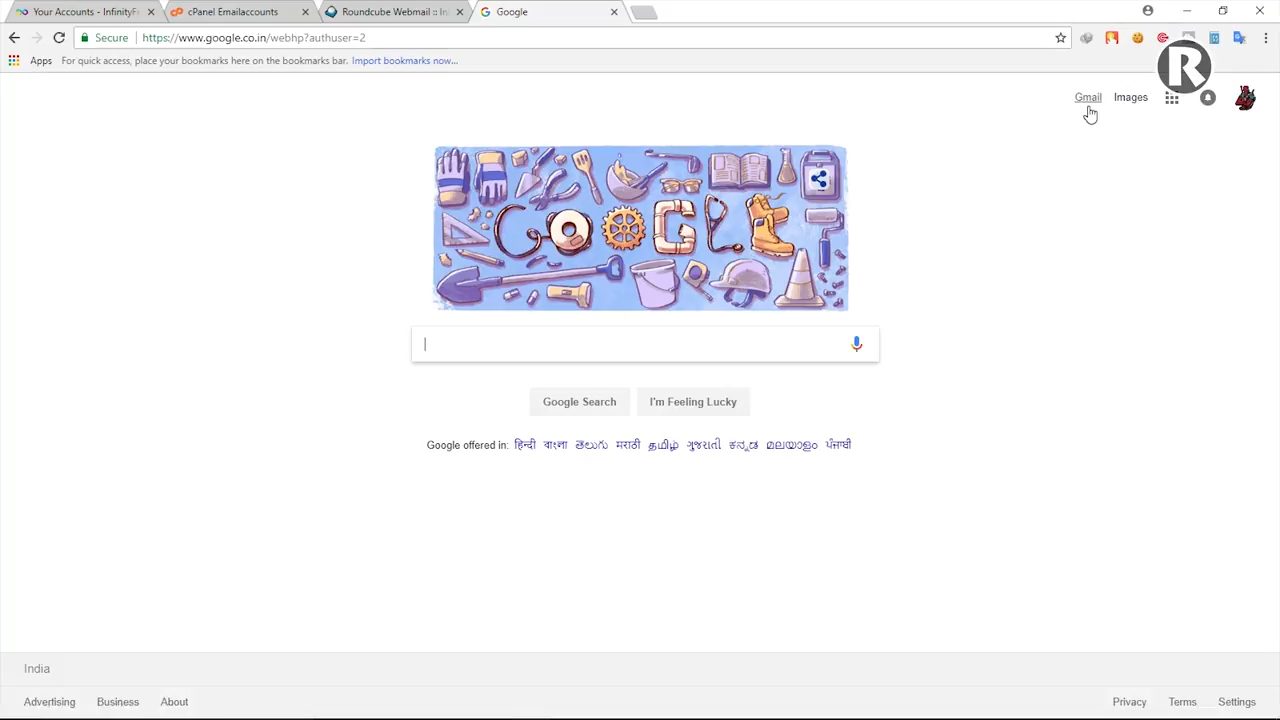 Your Accounts - InfinityF
cPanel Emailaccounts
Roundcube Webmail :: In
Google
Secure
https://www.google.co.in/webhp?authuser=2
Apps
For quick access, place your bookmarks here on the bookmarks bar.
Import bookmarks now...
R
Gmail
Images
GOOGLE
Google Search
I'm Feeling Lucky
Google offered in: हिन्दी বাংলা తెలుగు मराठी தமிழ் ગુજરાતી ಕನ್ನಡ മലയാളം ਪੰਜਾਬੀ
India
Advertising
Business
About
Privacy
Terms
Settings